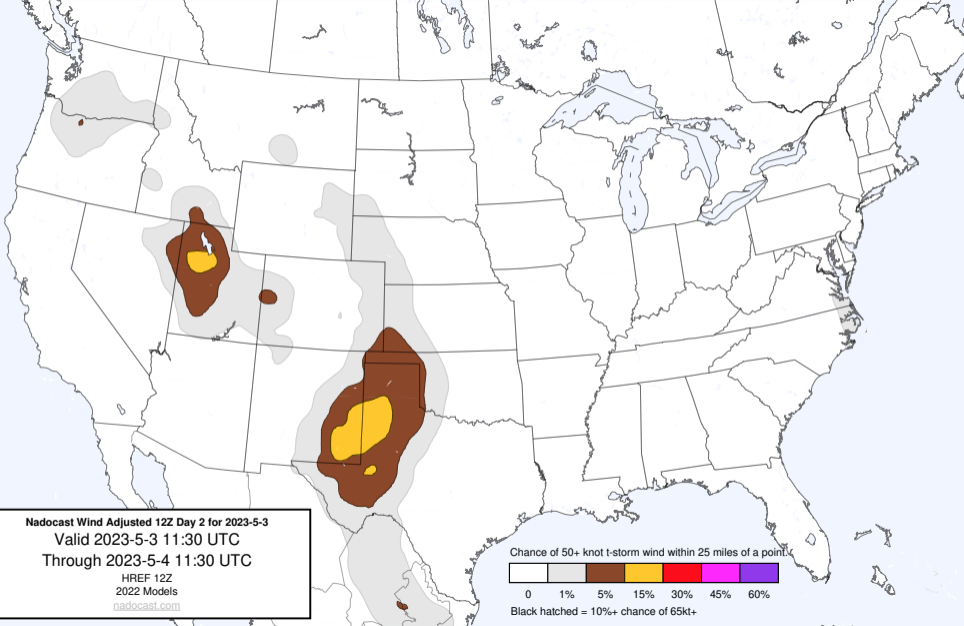 Nadocast Wind Adjusted 12Z Day 2 for 2023-5-3
Valid 2023-5-3 11:30 UTC
Through 2023-5-4 11:30 UTC
HREF 12Z
2022 Models
nadocast.com
Chance of 50+ knot t-storm wind within 25 miles of a point.
0 1% 5% 15% 30% 45% 60%
Black hatched = 10%+ chance of 65kt+